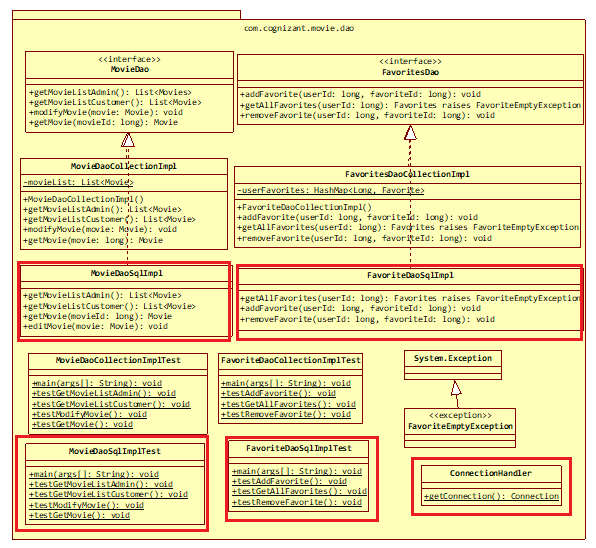 com.cognizant.movie.dao
<<interface>>
MovieDao
+getMovieListAdmin(): List<Movies>
+getMovieListCustomer(): List<Movie>
+modifyMovie(movie: Movie): void
+getMovie(movieId: long): Movie
<<interface>>
FavoritesDao
+addFavorite(userId: long, favoriteId: long): void
+getAllFavorites(userId: long): Favorites raises FavoriteEmptyException
+removeFavorite(userId: long, favoriteId: long): void
MovieDaoCollectionImpl
-movieList: List<Movie>
+MovieDaoCollectionImpl()
+getMovieListAdmin(): List<Movie>
+getMovieListCustomer(): List<Movie>
+modifyMovie(movie: Movie): void
+getMovie(movie: long): Movie
FavoritesDaoCollectionImpl
-userFavorites: HashMap<Long, Favorite>
+FavoriteDaoCollectionImpl()
+addFavorite(userId: long, favoriteId: long): void
+getAllFavorites(userId: long): Favorites raises FavoriteEmptyException
+removeFavorite(userId: long, favoriteId: long): void
MovieDaoSqlImpl
+getMovieListAdmin(): List<Movie>
+getMovieListCustomer(): List<Movie>
+getMovie(movieId: long): Movie
+editMovie(movie: Movie): void
FavoriteDaoSqlImpl
+getAllFavorites(userId: long): Favorites raises FavoriteEmptyException
+addFavorite(userId: long, favoriteId: long): void
+removeFavorite(userId: long, favoriteId: long): void
MovieDaoCollectionImplTest
+main(args[]: String): void
+testGetMovieListAdmin(): void
+testGetMovieListCustomer(): void
+testModifyMovie(): void
+testGetMovie(): void
FavoriteDaoCollectionImplTest
+main(args[]: String): void
+testAddFavorite(): void
+testGetAllFavorites(): void
+testRemoveFavorite(): void
System.Exception
<<exception>>
FavoriteEmptyException
MovieDaoSqlImplTest
+main(args[]: String): void
+testGetMovieListAdmin(): void
+testGetMovieListCustomer(): void
+testModifyMovie(): void
+testGetMovie(): void
FavoriteDaoSqlImplTest
+main(args[]: String): void
+testAddFavorite(): void
+testGetAllFavorites(): void
+testRemoveFavorite(): void
ConnectionHandler
+getConnection(): Connection